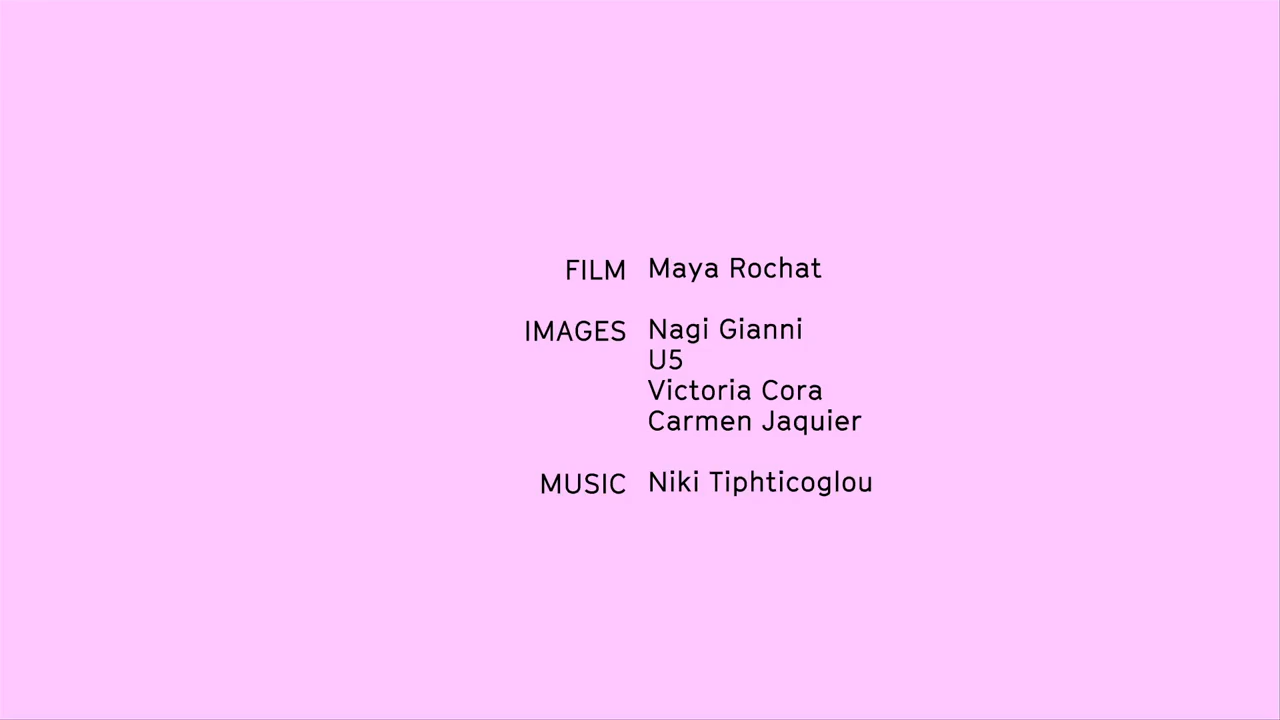 FILM Maya Rochat
IMAGES Nagi Gianni
U5
Victoria Cora
Carmen Jaquier
MUSIC Niki Tiphticoglou